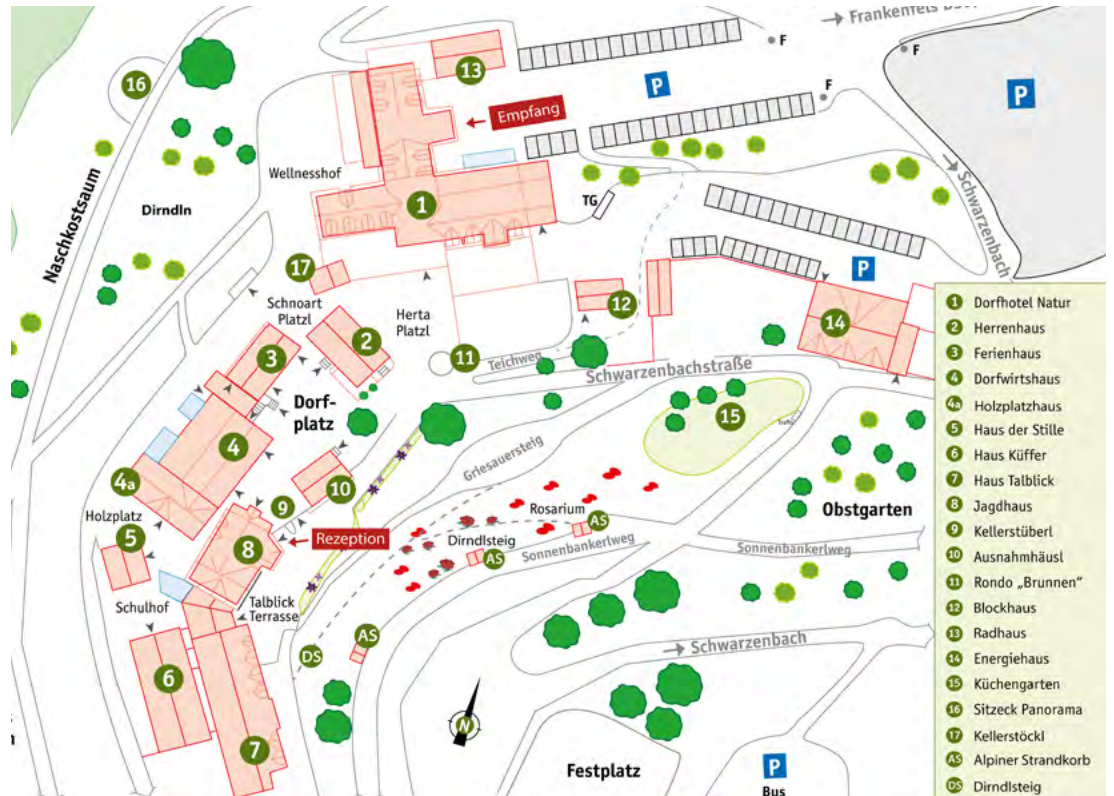 Frankenfels
F
F
F
P
P
16
13
Empfang
Naschkostsaum
Dirndln
Wellnesshof
1
TG
Schwarzenbach
P
17
Schnoart
Platzl
Herta
Platzl
12
14
2
3
11
Teichweg
Schwarzenbachstraße
Dorf-
platz
15
4
4a
Griesauersteig
Obstgarten
10
9
Holzplatz
5
Rezeption
8
Rosarium
AS
Dirndlsteig
AS
Sonnenbankerlweg
Sonnenbankerlweg
Schulhof
Talblick
Terrasse
AS
DS
Schwarzenbach
6
7
N
Festplatz
P
Bus
1 Dorfhotel Natur
2 Herrenhaus
3 Ferienhaus
4 Dorfwirtshaus
4a Holzplatzhaus
5 Haus der Stille
6 Haus Küffer
7 Haus Talblick
8 Jagdhaus
9 Kellerstüberl
10 Ausnahmhäusl
11 Rondo „Brunnen“
12 Blockhaus
13 Radhaus
14 Energiehaus
15 Küchengarten
16 Sitzeck Panorama
17 Kellerstöckl
AS Alpiner Strandkorb
DS Dirndlsteig